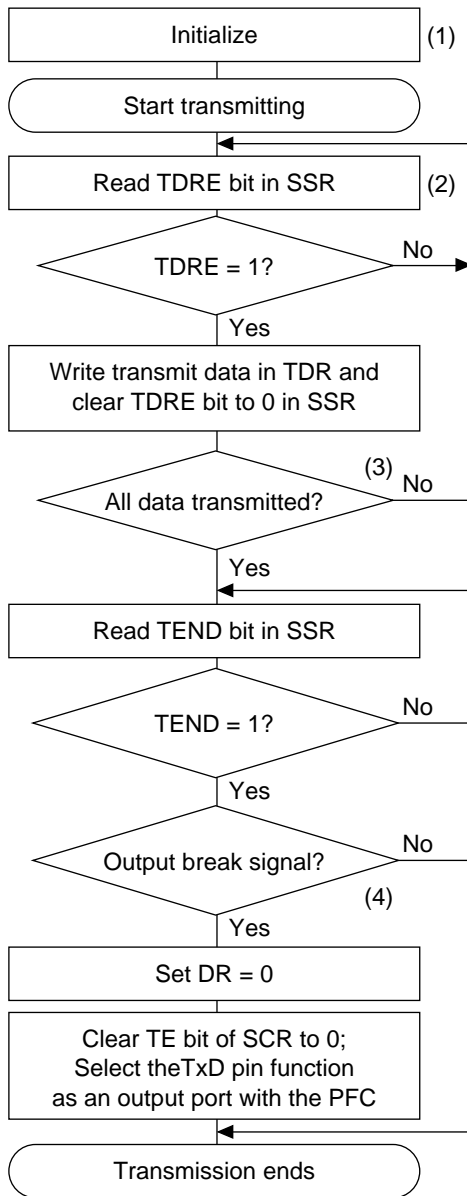 Initialize
(1)
Start transmitting
Read TDRE bit in SSR
(2)
TDRE = 1?
No
Yes
Write transmit data in TDR and
clear TDRE bit to 0 in SSR
(3)
All data transmitted?
No
Yes
Read TEND bit in SSR
TEND = 1?
No
Yes
Output break signal?
No
(4)
Yes
Set DR = 0
Clear TE bit of SCR to 0;
Select theTxD pin function
as an output port with the PFC
Transmission ends